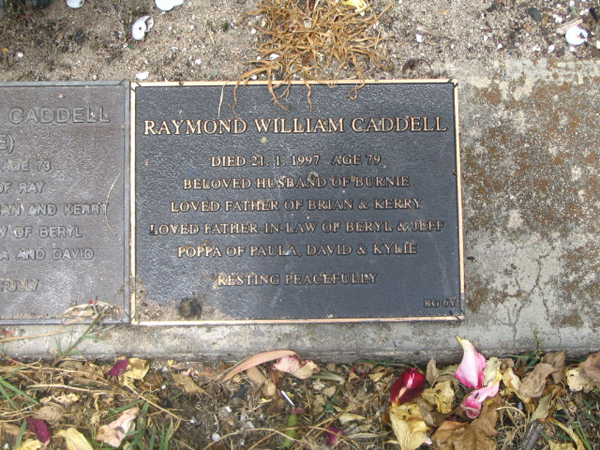 CADDELL
E)
AGE 73
OF RAY
AN AND KERRY
W OF BERYL
A AND DAVID
FULLY
RAYMOND WILLIAM CADDELL
DIED 21. 1. 1997 AGE 79
BELOVED HUSBAND OF BURNIE
LOVED FATHER OF BRIAN & KERRY
LOVED FATHER-IN-LAW OF BERYL & JEFF
POPPA OF PAULA, DAVID & KYLIE
RESTING PEACEFULLY
RG 6Y